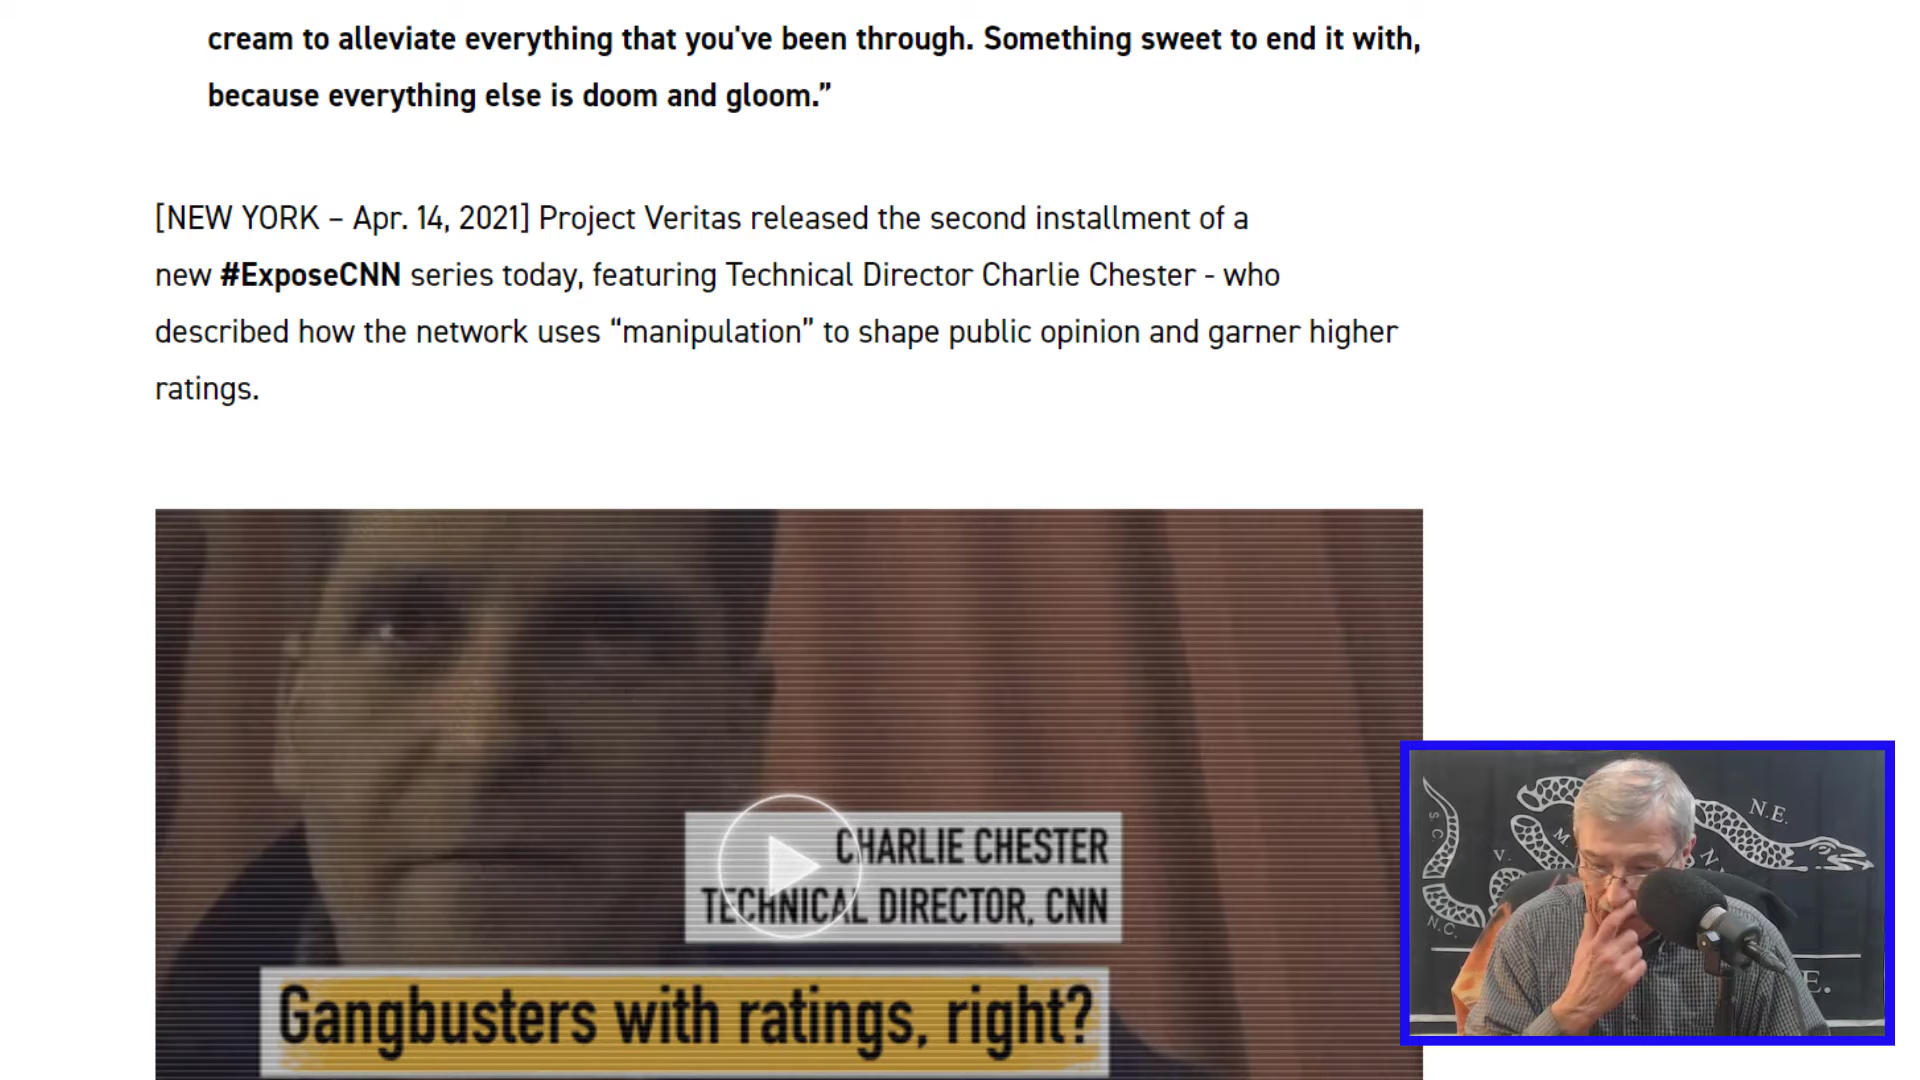 cream to alleviate everything that you've been through. Something sweet to end it with,
because everything else is doom and gloom.”
[NEW YORK – Apr. 14, 2021] Project Veritas released the second installment of a
new #ExposeCNN series today, featuring Technical Director Charlie Chester - who
described how the network uses “manipulation” to shape public opinion and garner higher
ratings.
CHARLIE CHESTER
TECHNICAL DIRECTOR, CNN
Gangbusters with ratings, right?
S.C.
N.C.
V.
M
N.E.
E.